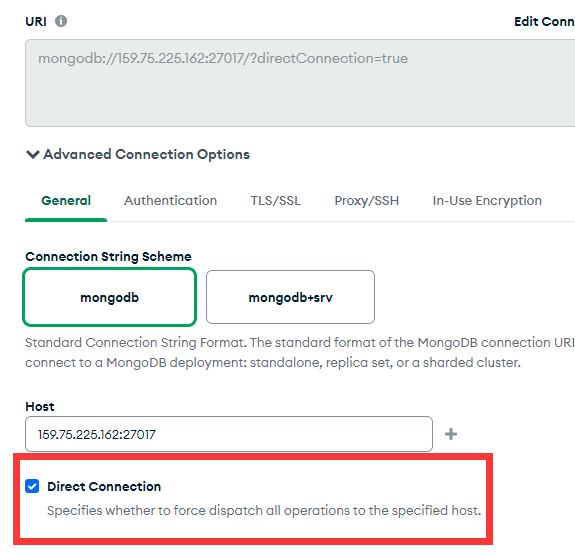 URI
Edit Conn
mongodb://159.75.225.162:27017/?directConnection=true
Advanced Connection Options
General Authentication TLS/SSL Proxy/SSH In-Use Encryption
Connection String Scheme
mongodb mongodb+srv
Standard Connection String Format. The standard format of the MongoDB connection URI
connect to a MongoDB deployment: standalone, replica set, or a sharded cluster.
Host
159.75.225.162:27017
Direct Connection
Specifies whether to force dispatch all operations to the specified host.